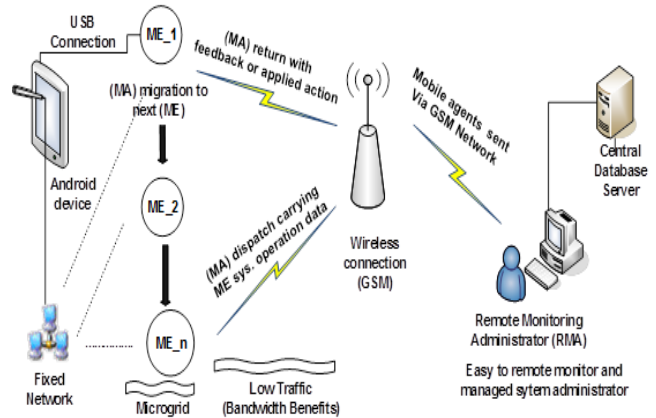 USB
Connection
ME_1
(MA) return with
feedback or applied action
(MA) migration to
next (ME)
Mobile agents sent
Via GSM Network
Central
Database
Server
Android
device
ME_2
(MA) dispatch carrying
ME sys. operation data
Wireless
connection
(GSM)
ME_n
Remote Monitoring
Administrator (RMA)
Fixed
Network
Microgrid
Low Traffic
(Bandwidth Benefits)
Easy to remote monitor and
managed sytem administrator